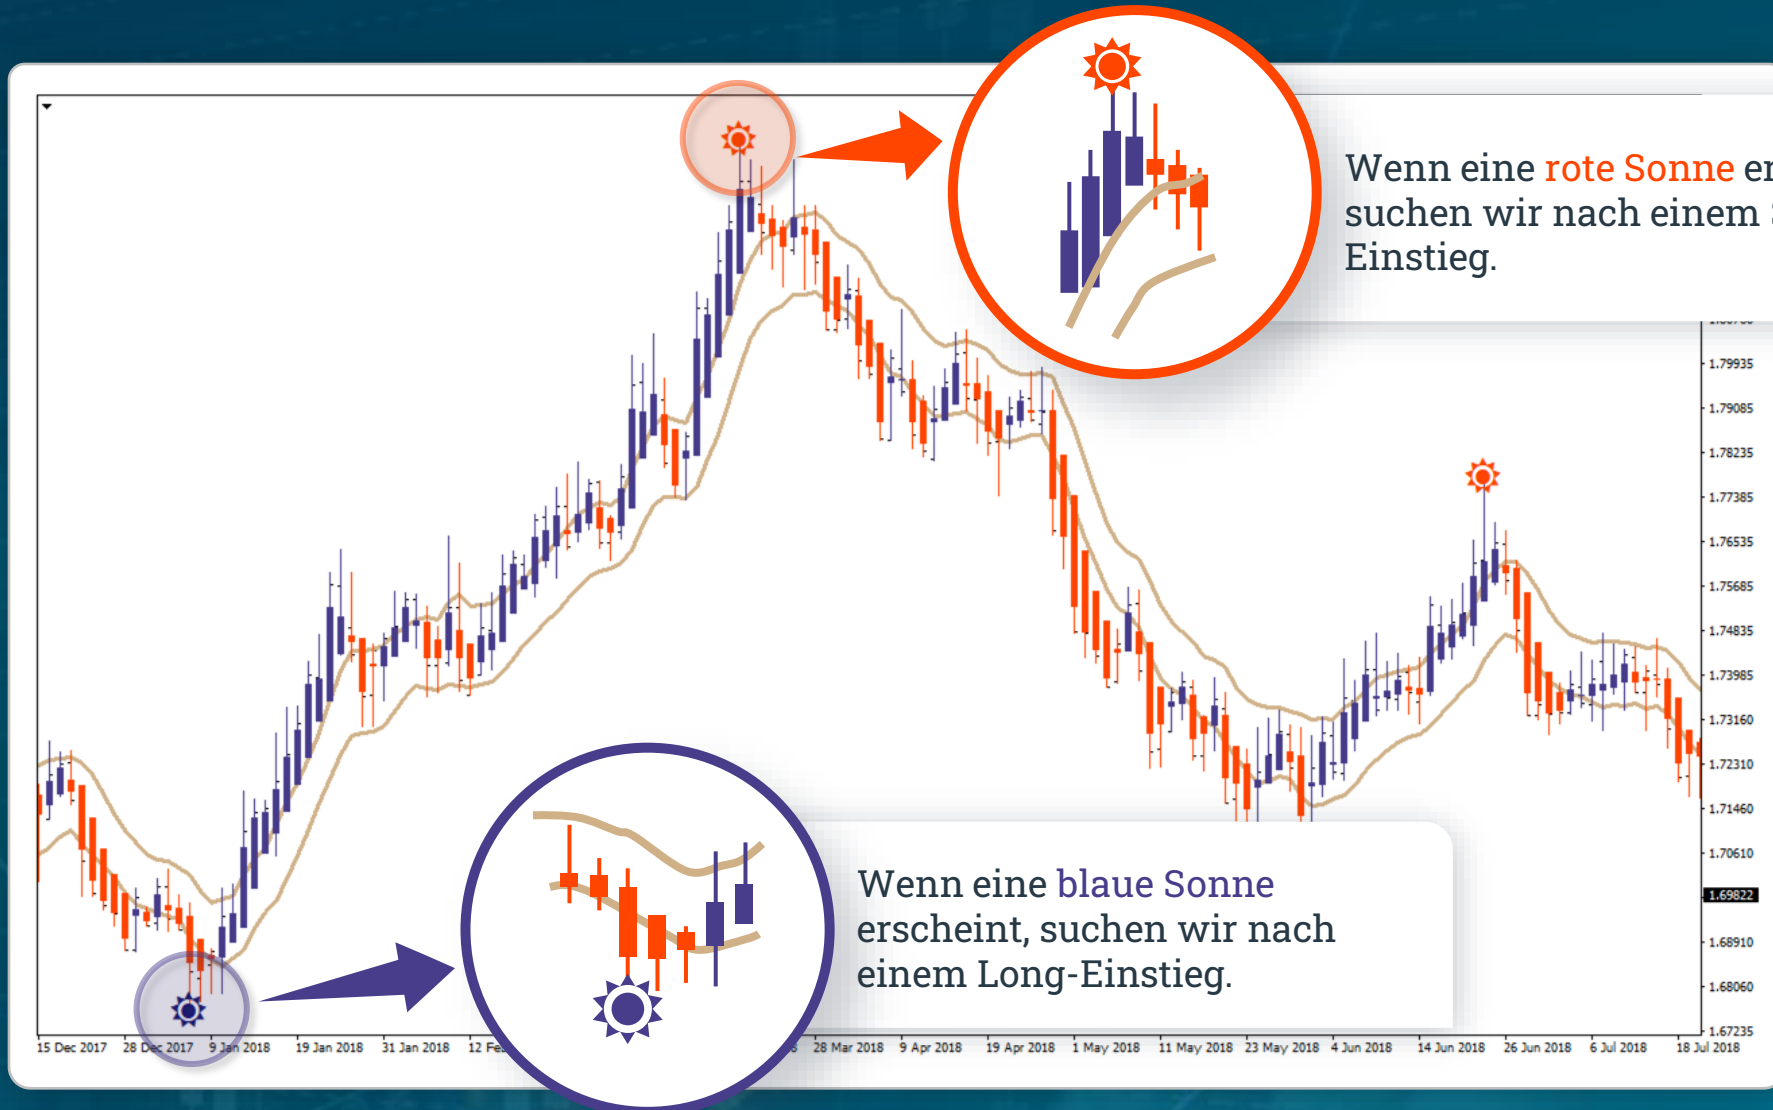 Wenn eine rote Sonne
suchen wir nach einem
Einstieg.
1.79935
1.79085
1.78235
1.77385
1.76535
1.75685
1.74835
1.73985
1.73160
1.72310
1.71460
1.70610
1.69822
1.68910
1.68060
1.67235
Wenn eine blaue Sonne
erscheint, suchen wir nach
einem Long-Einstieg.
15 Dec 2017 28 Dec 2017 9 Jan 2018 19 Jan 2018 31 Jan 2018 12 28 Mar 2018 9 Apr 2018 19 Apr 2018 1 May 2018 11 May 2018 23 May 2018 4 Jun 2018 14 Jun 2018 26 Jun 2018 6 Jul 2018 18 Jul 2018